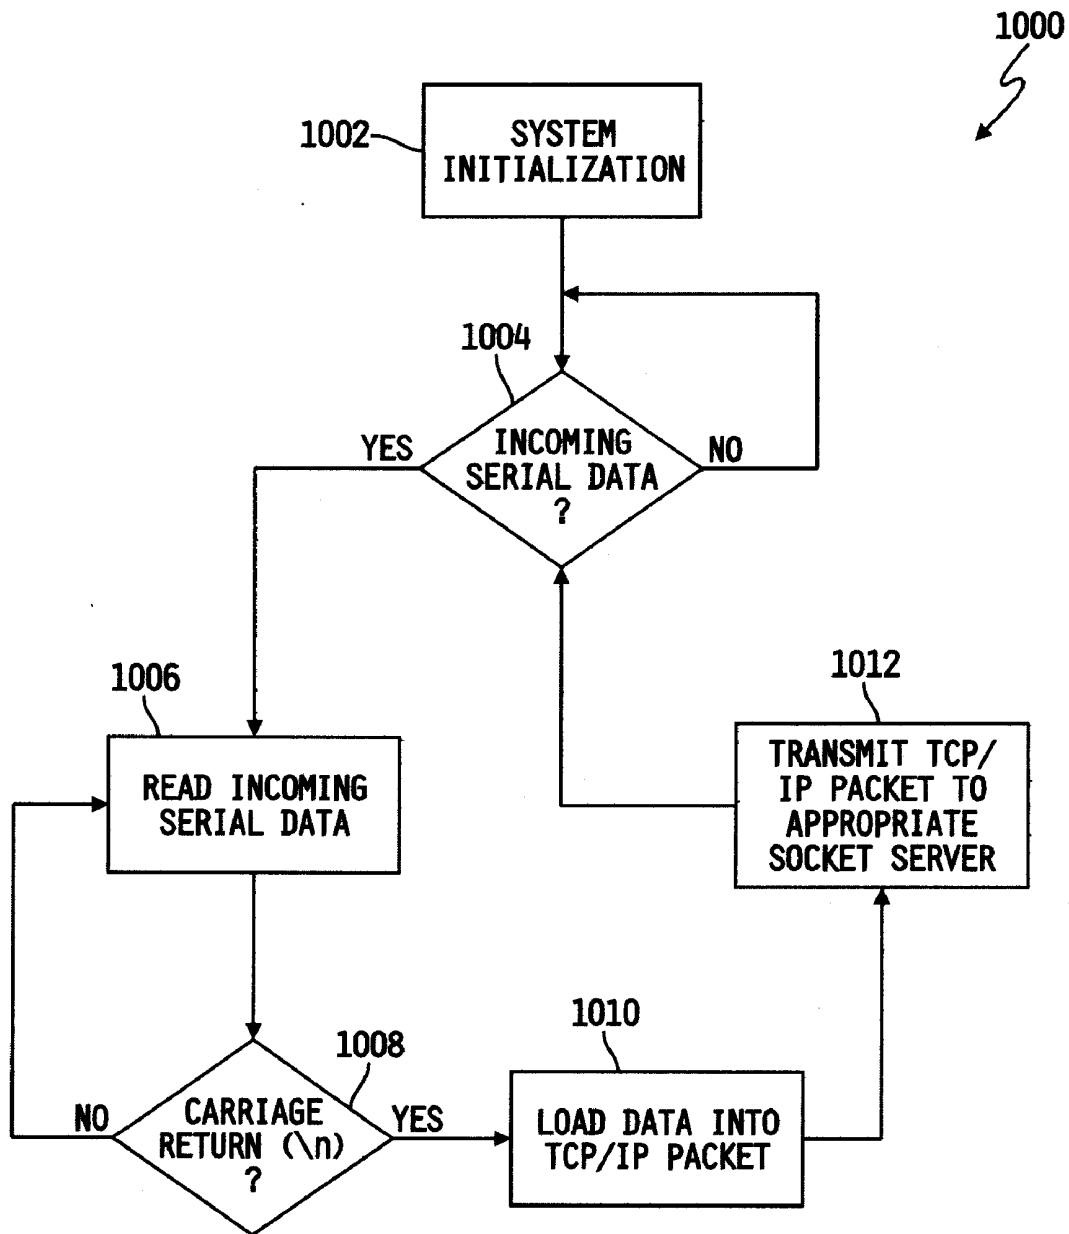 1000
1002
SYSTEM
INITIALIZATION
1004
YES
INCOMING
SERIAL DATA
?
NO
1006
READ INCOMING
SERIAL DATA
1012
TRANSMIT TCP/
IP PACKET TO
APPROPRIATE
SOCKET SERVER
1008
NO
CARRIAGE
RETURN (\n)
?
YES
1010
LOAD DATA INTO
TCP/IP PACKET